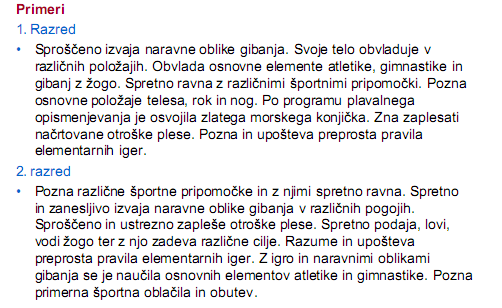 Primeri
1. Razred
• Sproščeno izvaja naravne oblike gibanja. Svoje telo obvladuje v
različnih položajih. Obvlada osnovne elemente atletike, gimnastike in
gibanj z žogo. Spretno ravna z različnimi športnimi pripomočki. Pozna
osnovne položaje telesa, rok in nog. Po programu plavalnega
opismenjevanja je osvojila zlatega morskega konjička. Zna zaplesati
načrtovane otroške plese. Pozna in upošteva preprosta pravila
elementarnih iger.
2. razred
• Pozna različne športne pripomočke in z njimi spretno ravna. Spretno
in zanesljivo izvaja naravne oblike gibanja v različnih pogojih.
Sproščeno in ustrezno zapleše otroške plese. Spretno podaja, lovi,
vodi žogo ter z njo zadeva različne cilje. Razume in upošteva
preprosta pravila elementarnih iger. Z igro in naravnimi oblikami
gibanja se je naučila osnovnih elementov atletike in gimnastike. Pozna
primerna športna oblačila in obutev.